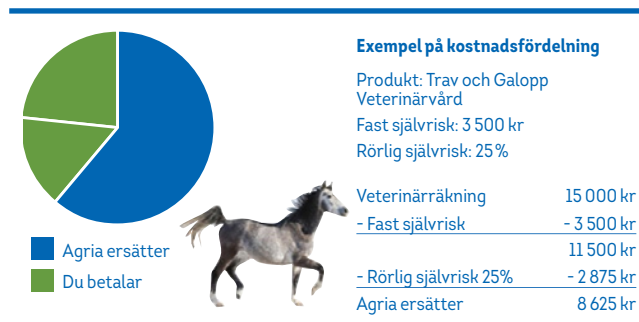 Exempel på kostnadsfördelning
Produkt: Trav och Galopp
Veterinärvård
Fast självrisk: 3 500 kr
Rörlig självrisk: 25 %
Veterinärräkning 15 000 kr
- Fast självrisk - 3 500 kr
11 500 kr
- Rörlig självrisk 25% - 2 875 kr
Agria ersätter 8 625 kr
Agria ersätter
Du betalar